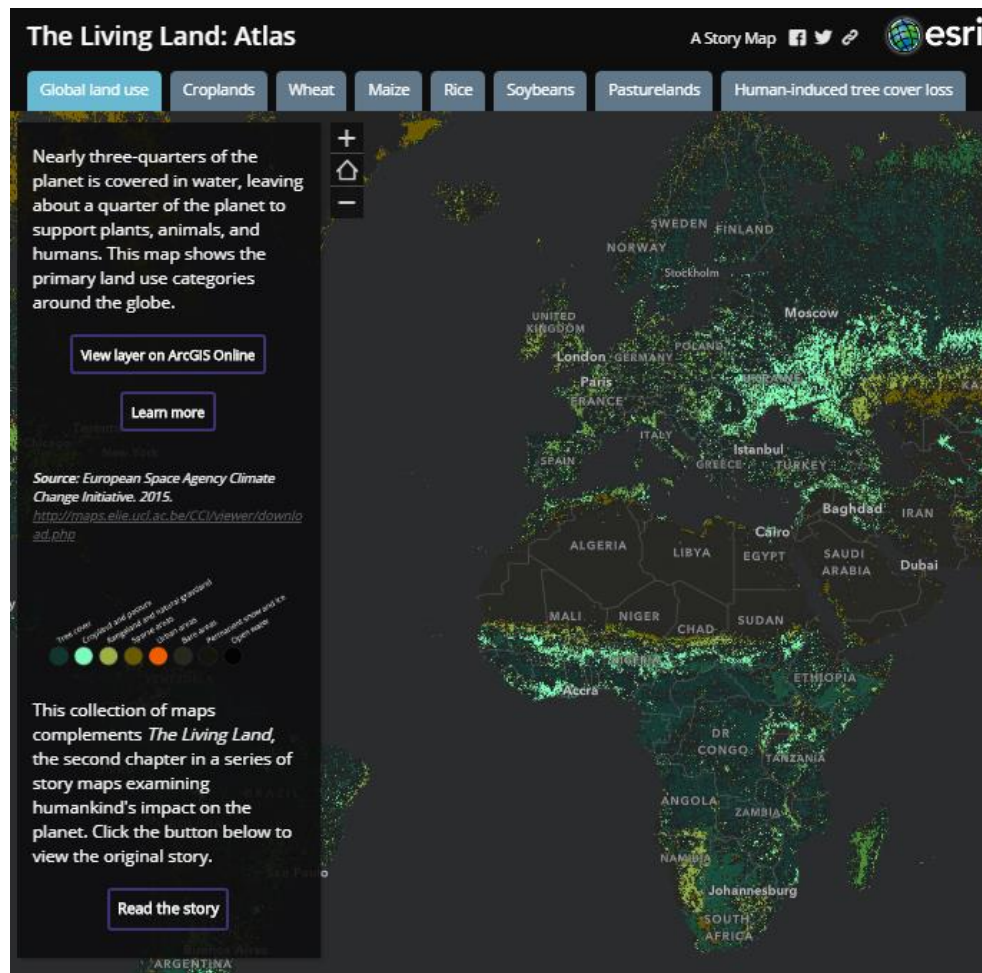 The Living Land: Atlas
A Story Map
esri
Global land use
Croplands
Wheat
Maize
Rice
Soybeans
Pasturelands
Human-induced tree cover loss
Nearly three-quarters of the
planet is covered in water, leaving
about a quarter of the planet to
support plants, animals, and
humans. This map shows the
primary land use categories
around the globe.
View layer on ArcGIS Online
Learn more
Source: European Space Agency Climate
Change Initiative. 2015.
http://maps.elie.ucl.ac.be/CCI/viewer/downlo
ad.php
Tree cover
Cropland and pasture
Rangeland and natural grassland
Sparse areas
Urban areas
Bare areas
Permanent snow and ice
Open water
This collection of maps
complements The Living Land,
the second chapter in a series of
story maps examining
humankind's impact on the
planet. Click the button below to
view the original story.
Read the story
SWEDEN
FINLAND
NORWAY
Stockholm
Moscow
UNITED
KINGDOM
London
GERMANY
POLAND
Paris
UKRAINE
FRANCE
ITALY
Istanbul
SPAIN
GREECE
TURKEY
Baghdad
IRAN
Cairo
ALGERIA
LIBYA
EGYPT
SAUDI
ARABIA
Dubai
MALI
NIGER
CHAD
SUDAN
NIGERIA
Accra
ETHIOPIA
DR
CONGO
TANZANIA
ANGOLA
ZAMBIA
NAMIBIA
Johannesburg
SOUTH
AFRICA
Chicago
New York
BRAZIL
Sao Paulo
Buenos Aires
ARGENTINA